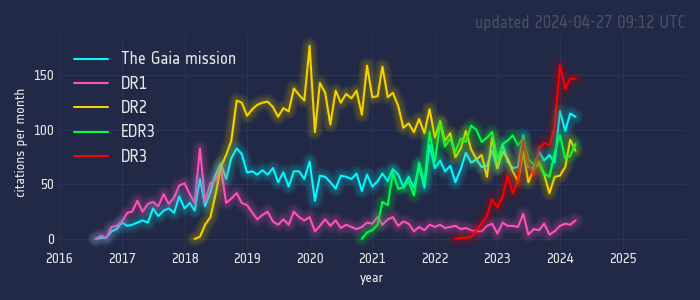 updated 2024-04-27 09:12 UTC
The Gaia mission
DR1
DR2
EDR3
DR3
citations per month
150
100
50
0
2016 2017 2018 2019 2020 2021 2022 2023 2024 2025
year